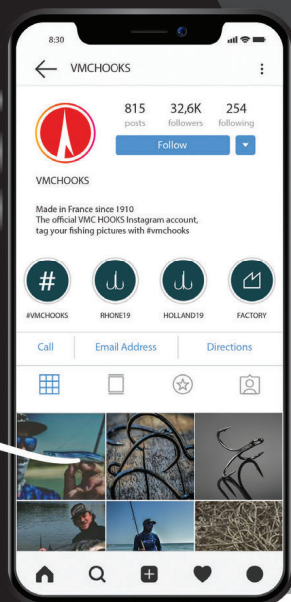 8:30
VMCHOOKS
815 32,6K 254
posts followers following
Follow
VMCHOOKS
Made in France since 1910
The official VMC HOOKS Instagram account,
tag your fishing pictures with #vmchooks
#
#VMCHOOKS RHONE19 HOLLAND19 FACTORY
Call Email Address Directions